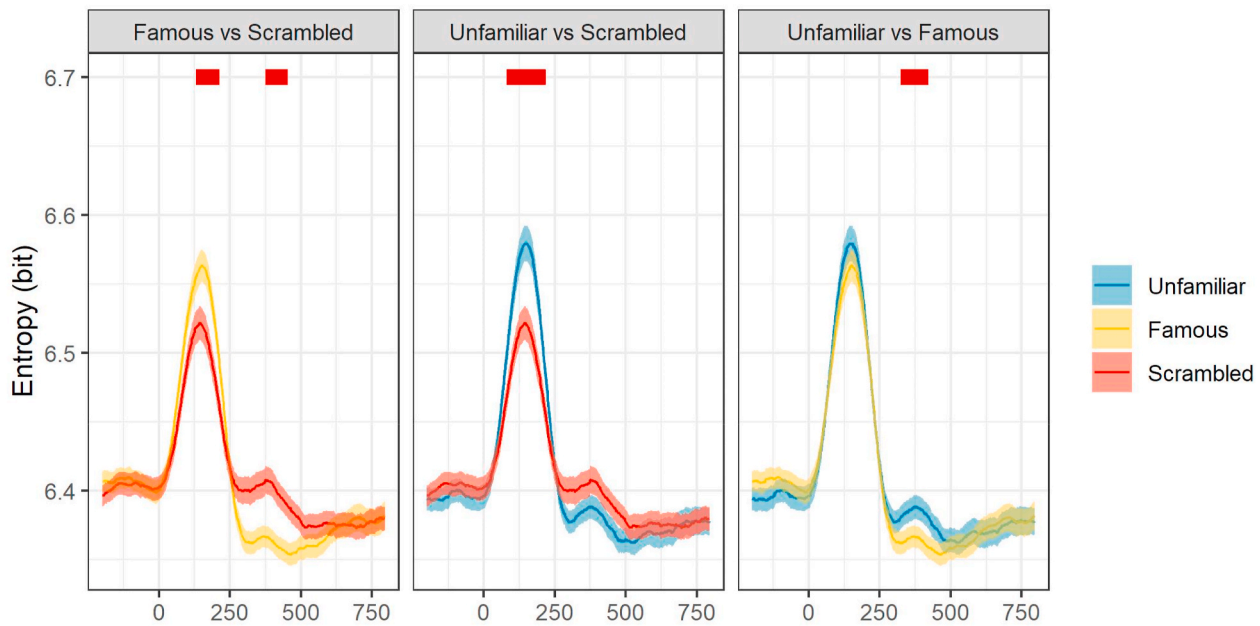 Famous vs Scrambled
Unfamiliar vs Scrambled
Unfamiliar vs Famous
6.7
6.6
6.5
6.4
Entropy (bit)
0 250 500 750
0 250 500 750
0 250 500 750
Unfamiliar
Famous
Scrambled